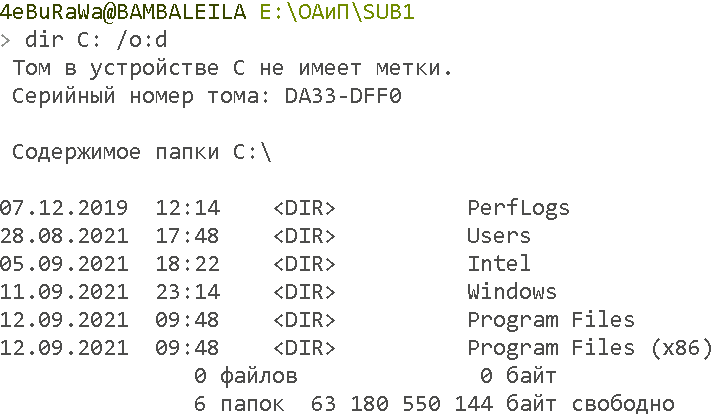 4eBuRaWa@BAMBALEILA E:\ОАиП\SUB1
> dir C: /o:d
Том в устройстве C не имеет метки.
Серийный номер тома: DA33-DFF0
Содержимое папки C:\
07.12.2019  12:14    <DIR>          PerfLogs
28.08.2021  17:48    <DIR>          Users
05.09.2021  18:22    <DIR>          Intel
11.09.2021  23:14    <DIR>          Windows
12.09.2021  09:48    <DIR>          Program Files
12.09.2021  09:48    <DIR>          Program Files (x86)
0 файлов              0 байт
6 папок  63 180 550 144 байт свободно